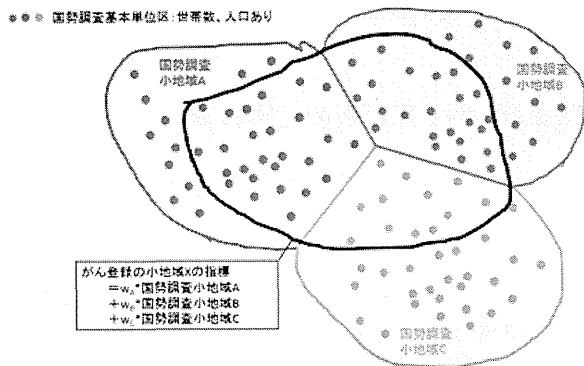 国勢調査基本単位区:世帯数、人口あり
国勢調査
小地域A
国勢調査
小地域B
がん登録の小地域Xの指標
=wA*国勢調査小地域A
+wB*国勢調査小地域B
+wC*国勢調査小地域C
国勢調査
小地域C